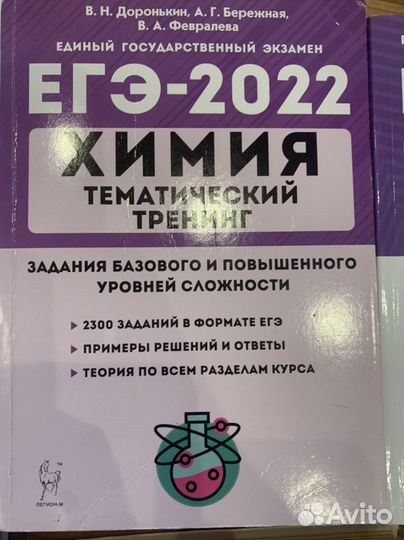 В. Н. Доронькин, А. Г. Бережная,
В. А. Февралева
ЕДИНЫЙ ГОСУДАРСТВЕННЫЙ ЭКЗАМЕН
ЕГЭ-2022
ХИМИЯ
ТЕМАТИЧЕСКИЙ
ТРЕНИНГ
ЗАДАНИЯ БАЗОВОГО И ПОВЫШЕННОГО
УРОВНЕЙ СЛОЖНОСТИ
2300 ЗАДАНИЙ В ФОРМАТЕ ЕГЭ
ПРИМЕРЫ РЕШЕНИЙ И ОТВЕТЫ
ТЕОРИЯ ПО ВСЕМ РАЗДЕЛАМ КУРСА
TM
ЛЕГИОН-М
Avito